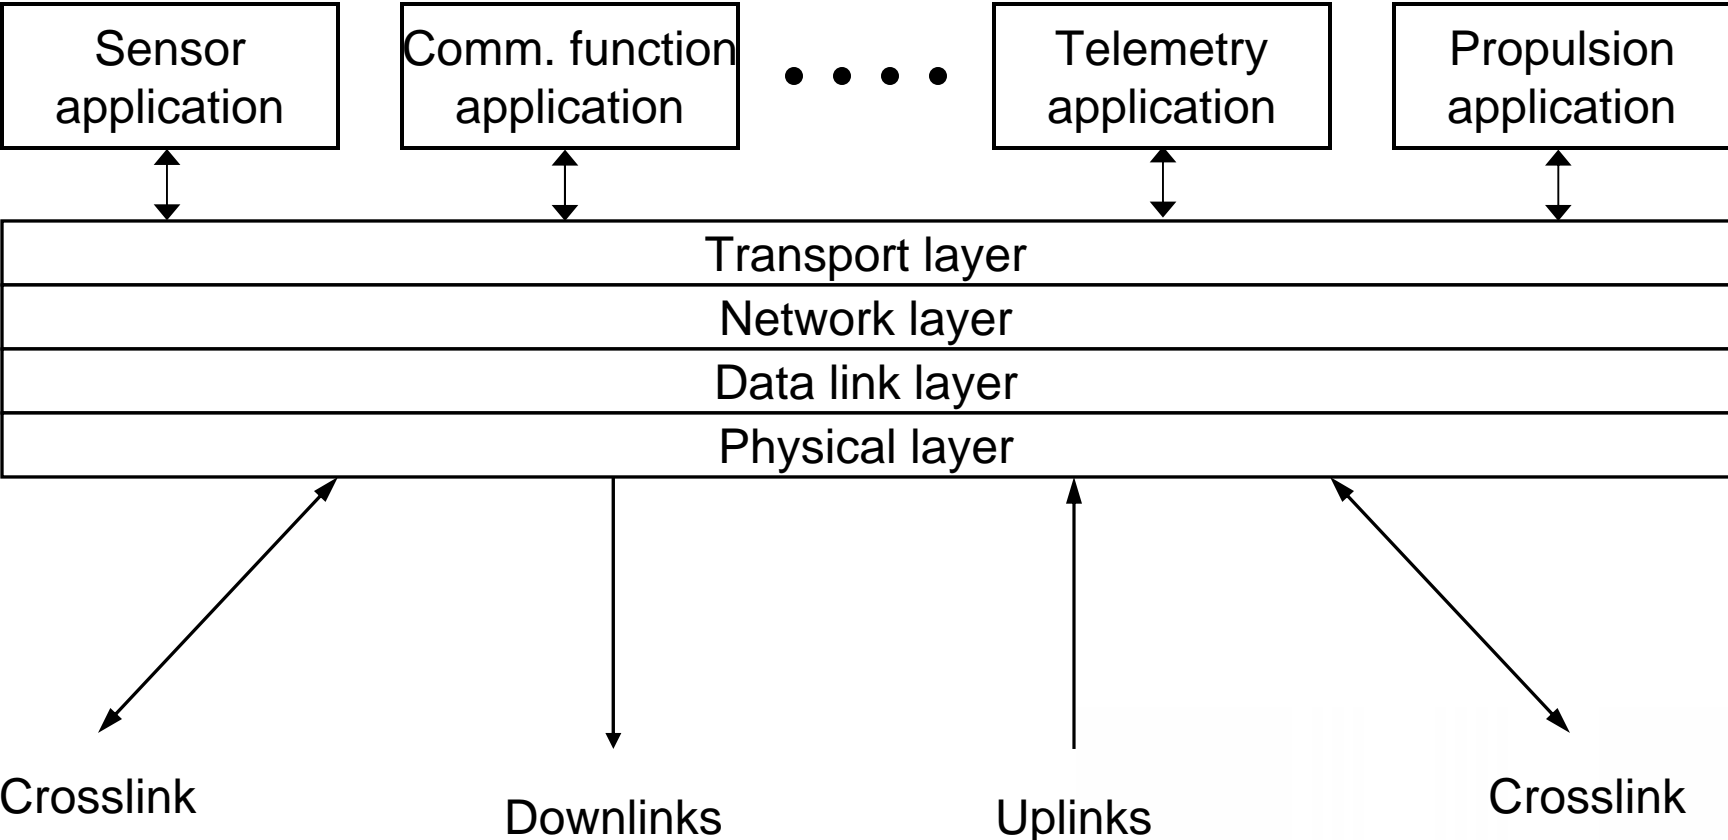 Sensor
application
Comm. function
application
Telemetry
application
Propulsion
application
Transport layer
Network layer
Data link layer
Physical layer
Crosslink
Downlinks
Uplinks
Crosslink